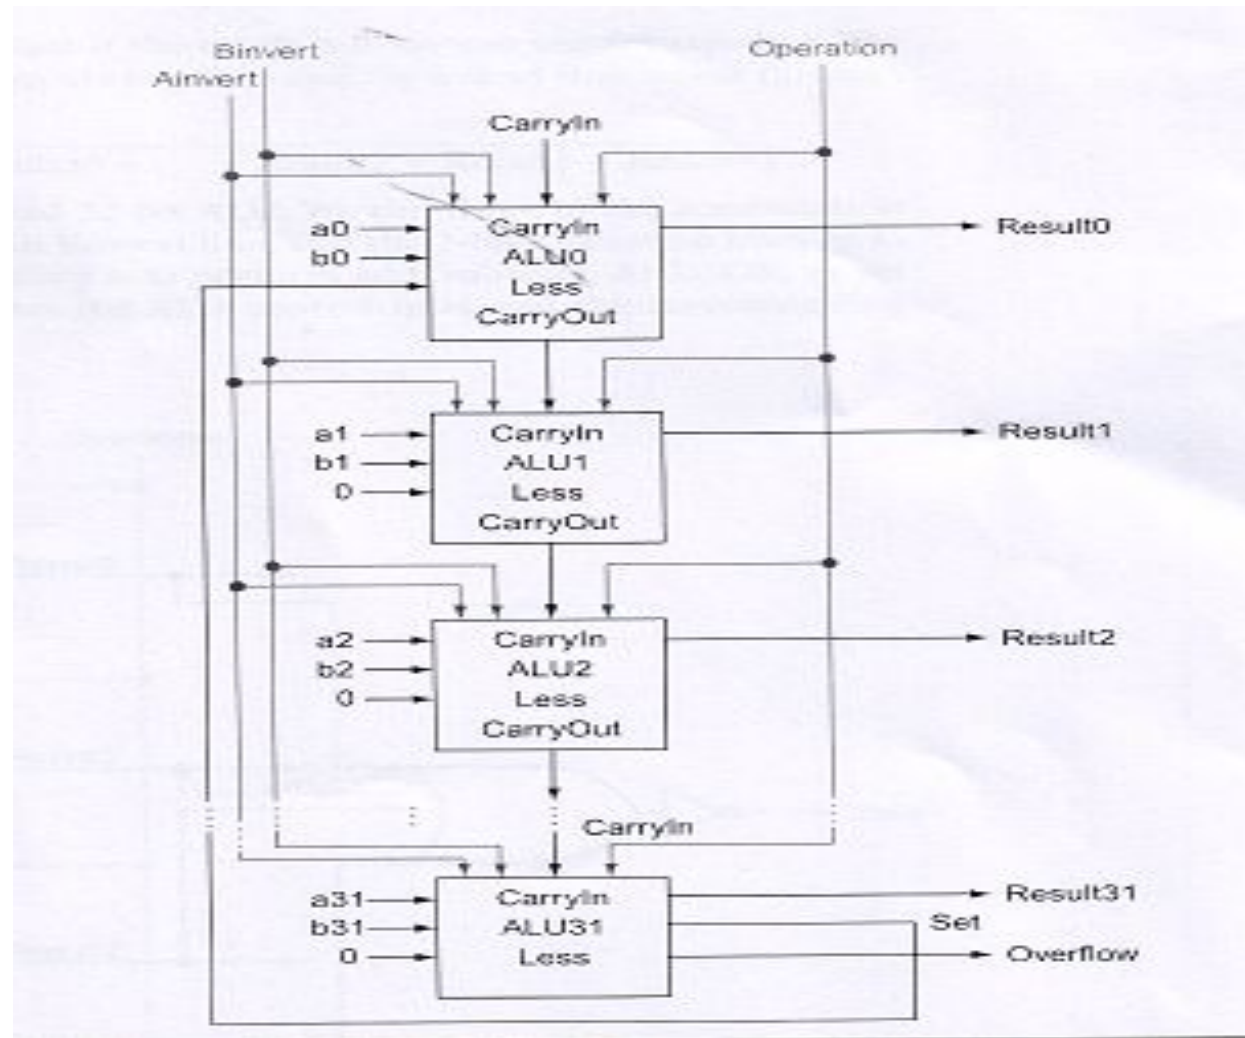 Binvert
Operation
Ainvert
CarryIn
a0
CarryIn
Result0
b0
ALU0
Less
CarryOut
a1
CarryIn
Result1
b1
ALU1
0
Less
CarryOut
a2
CarryIn
Result2
b2
ALU2
0
Less
CarryOut
CarryIn
a31
CarryIn
Result31
b31
ALU31
Set
0
Less
Overflow